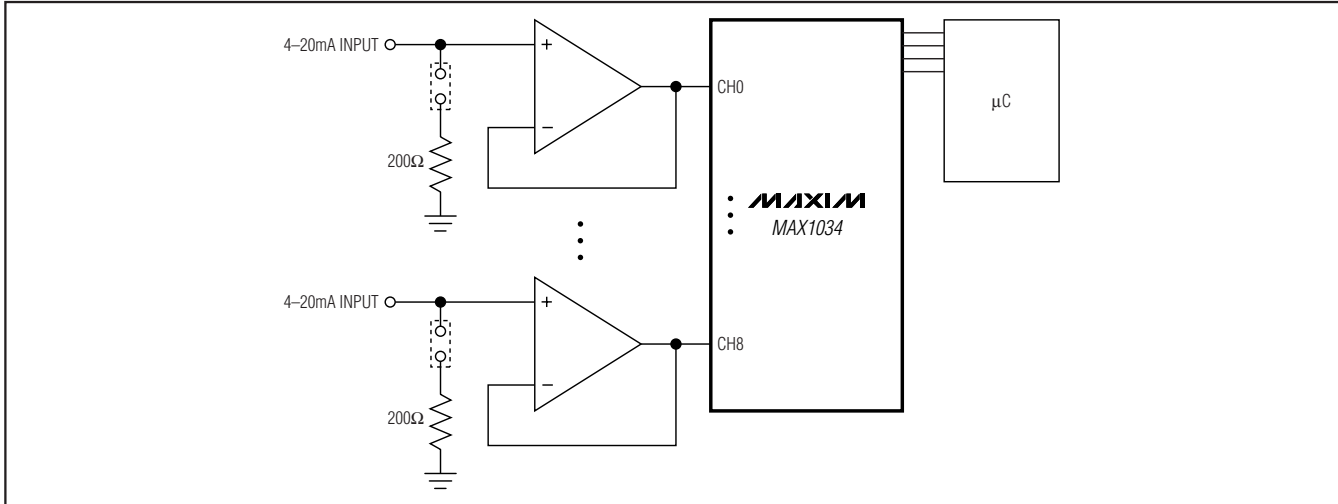 4–20mA INPUT
+
−
200Ω
CH0
MAXIM
MAX1034
µC
4–20mA INPUT
+
−
200Ω
CH8